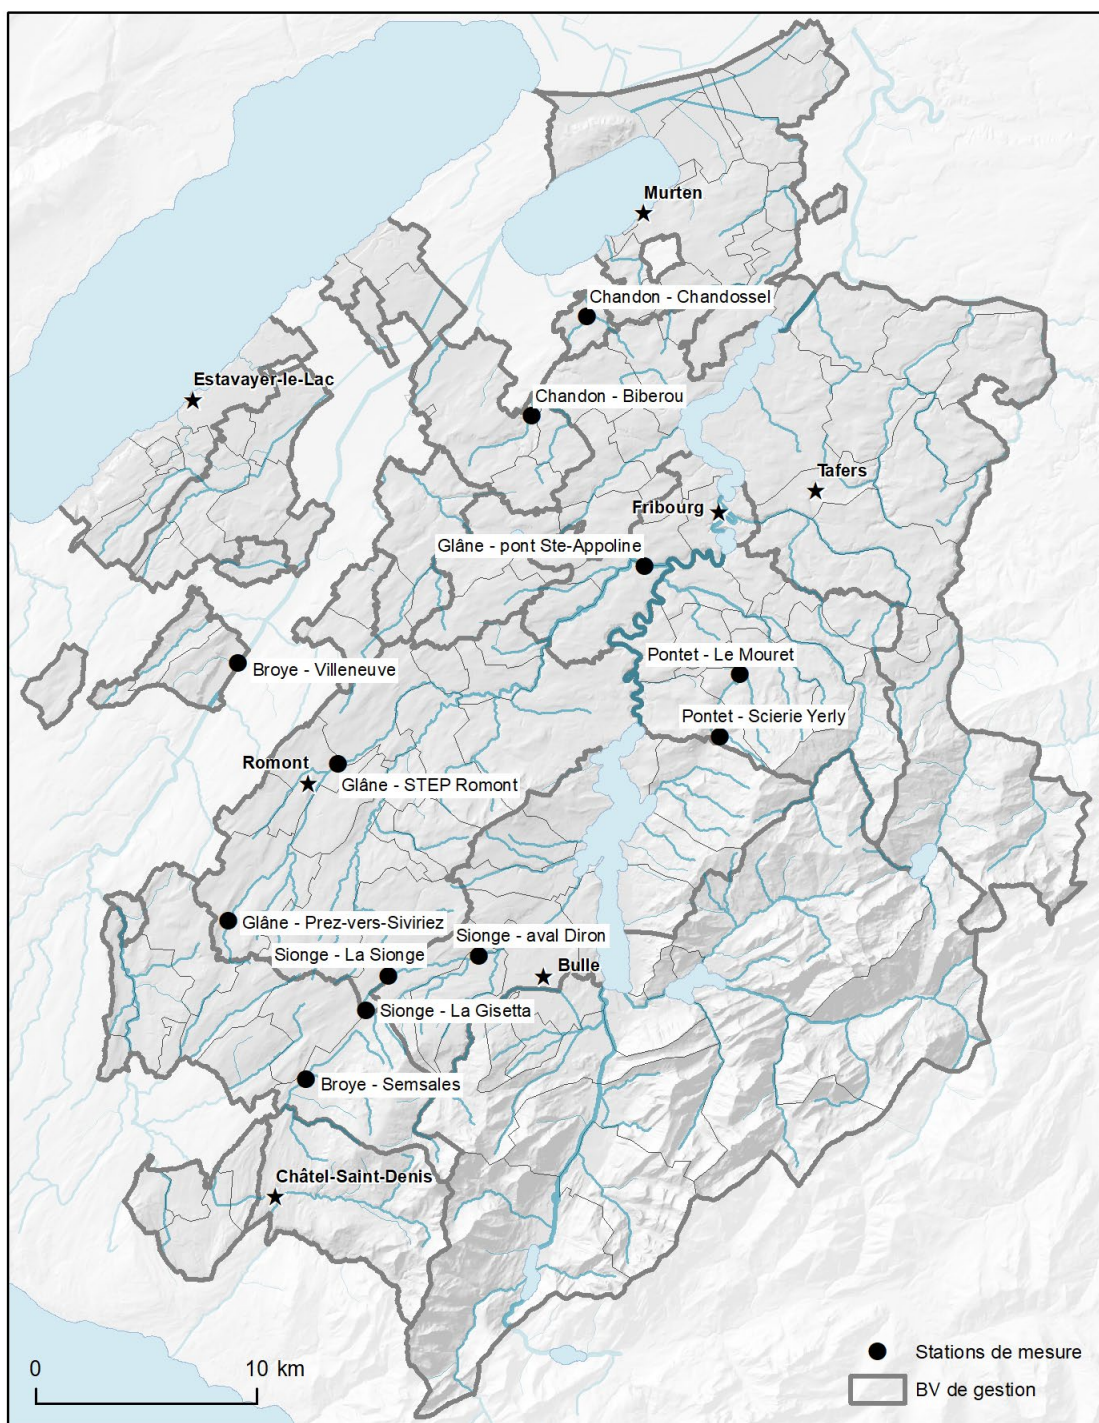 Murten
Chandon - Chandossel
Estavayer-le-Lac
Chandon - Biberou
Tafers
Fribourg
Glâne - pont Ste-Appoline
Pontet - Le Mouret
Broye - Villeneuve
Pontet - Scierie Yerly
Romont
Glâne - STEP Romont
Glâne - Prez-vers-Siviriez
Sionge - aval Diron
Sionge - La Sionge
Bulle
Sionge - La Gisetta
Broye - Semsales
Châtel-Saint-Denis
0 10 km
Stations de mesure
BV de gestion